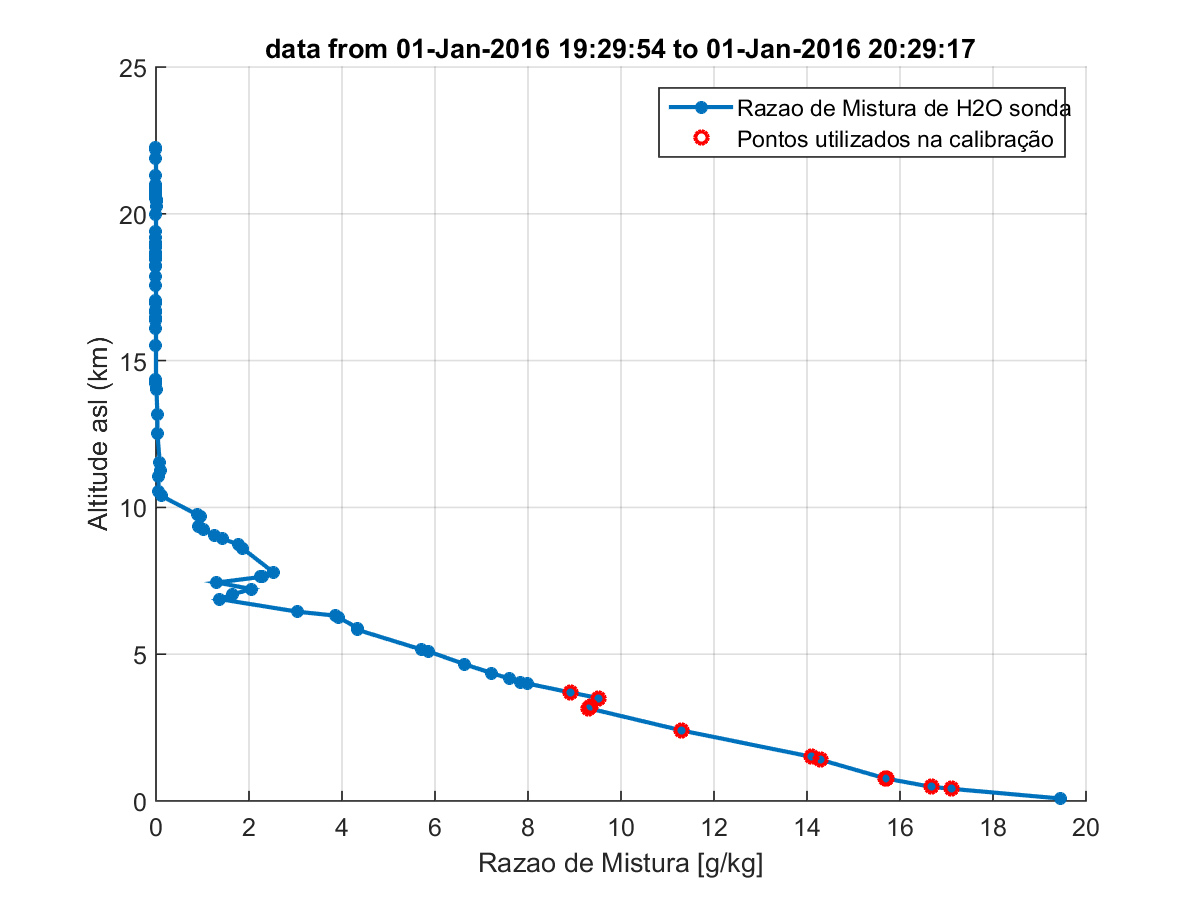 data from 01-Jan-2016 19:29:54 to 01-Jan-2016 20:29:17
25
20
15
10
5
0
Altitude asl (km)
Razao de Mistura de H2O sonda
Pontos utilizados na calibração
0 2 4 6 8 10 12 14 16 18 20
Razao de Mistura [g/kg]